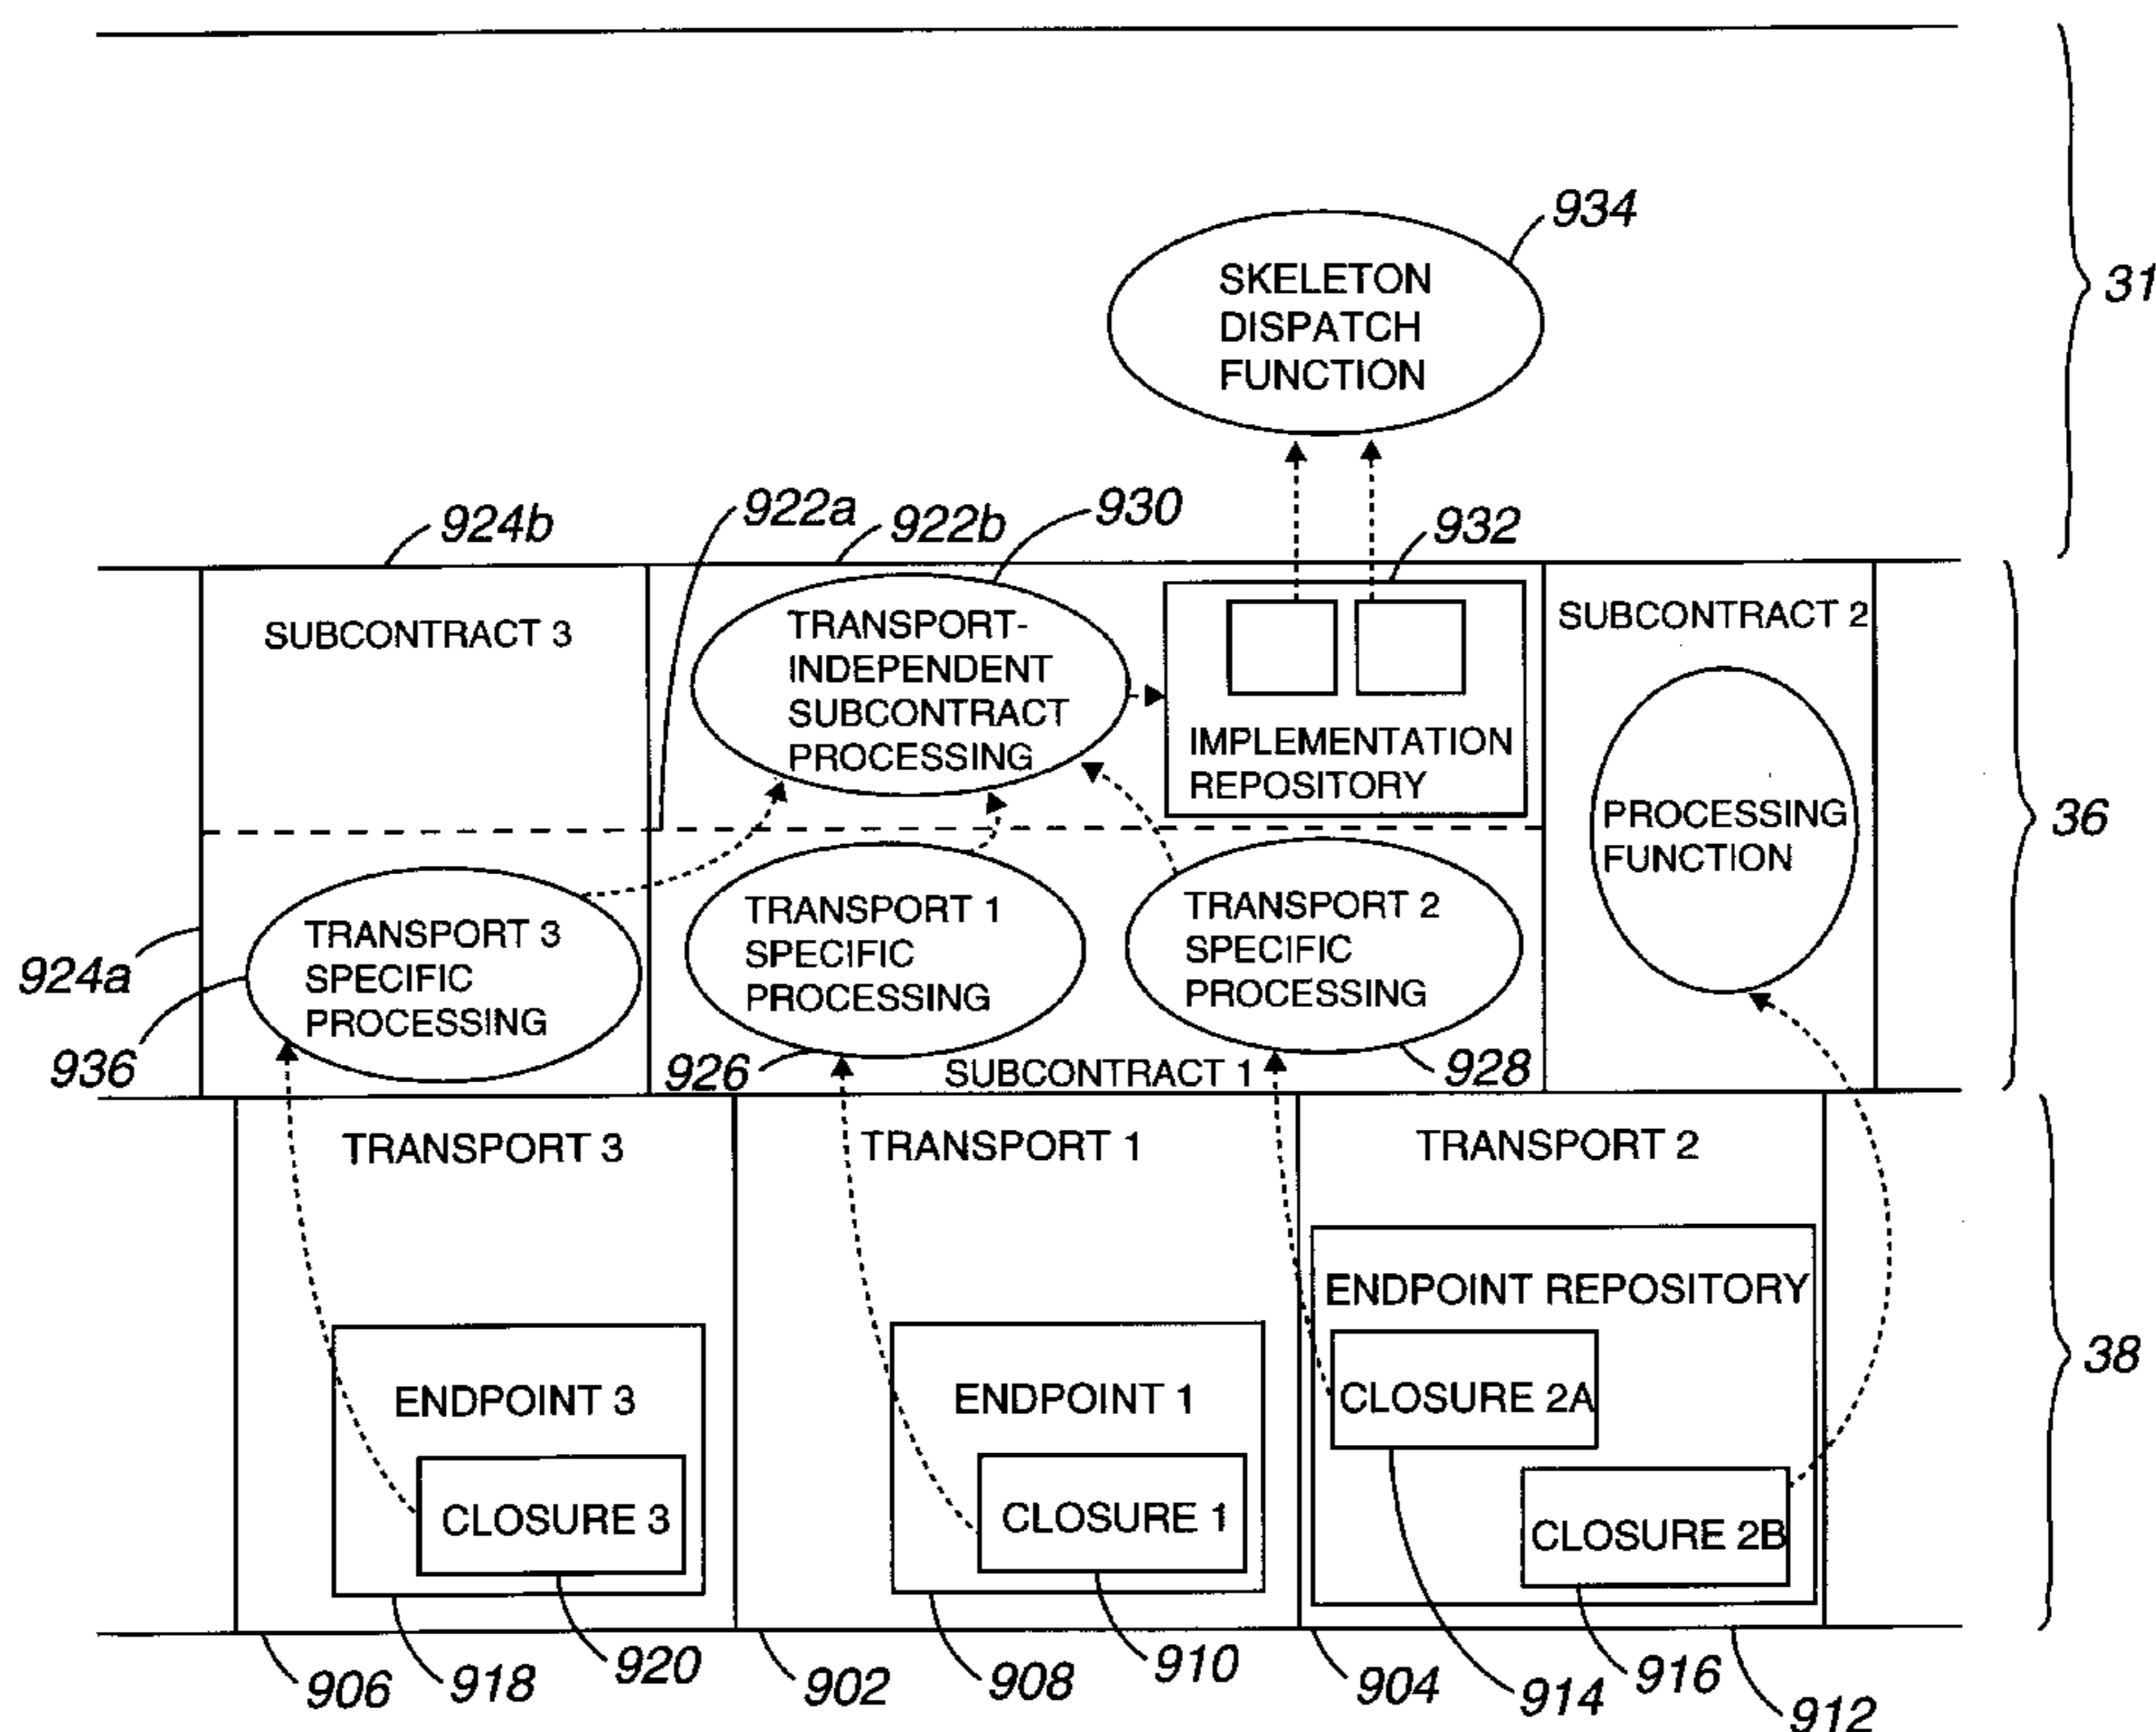 934
SKELETON
DISPATCH
FUNCTION
31
924b
922a
922b
930
932
SUBCONTRACT 3
TRANSPORT-
INDEPENDENT
SUBCONTRACT
PROCESSING
IMPLEMENTATION
REPOSITORY
SUBCONTRACT 2
PROCESSING
FUNCTION
36
924a
936
TRANSPORT 3
SPECIFIC
PROCESSING
TRANSPORT 1
SPECIFIC
PROCESSING
TRANSPORT 2
SPECIFIC
PROCESSING
926
SUBCONTRACT 1
928
TRANSPORT 3
TRANSPORT 1
TRANSPORT 2
ENDPOINT REPOSITORY
38
ENDPOINT 3
ENDPOINT 1
CLOSURE 2A
CLOSURE 3
CLOSURE 1
CLOSURE 2B
906
918
920
902
908
910
904
914
916
912